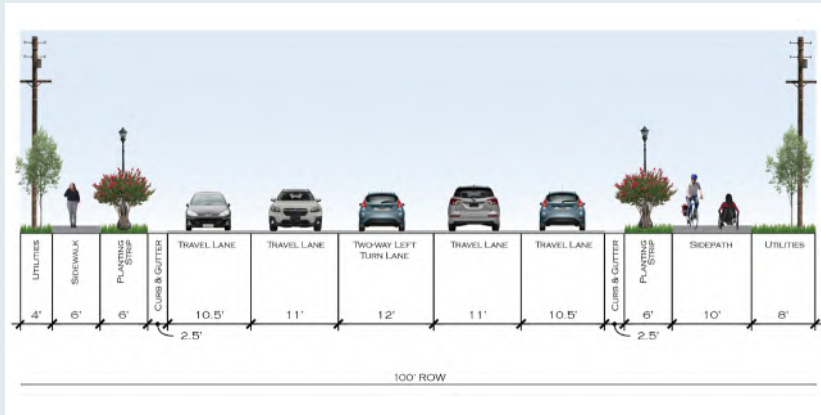 UTILITIES
SIDEWALK
PLANTING
STRIP
CURB & GUTTER
TRAVEL LANE
TRAVEL LANE
TWO-WAY LEFT
TURN LANE
TRAVEL LANE
TRAVEL LANE
CURB & GUTTER
PLANTING
STRIP
SIDEPATH
UTILITIES
4'
6'
6'
2.5'
10.5'
11'
12'
11'
10.5'
2.5'
6'
10'
8'
100' ROW